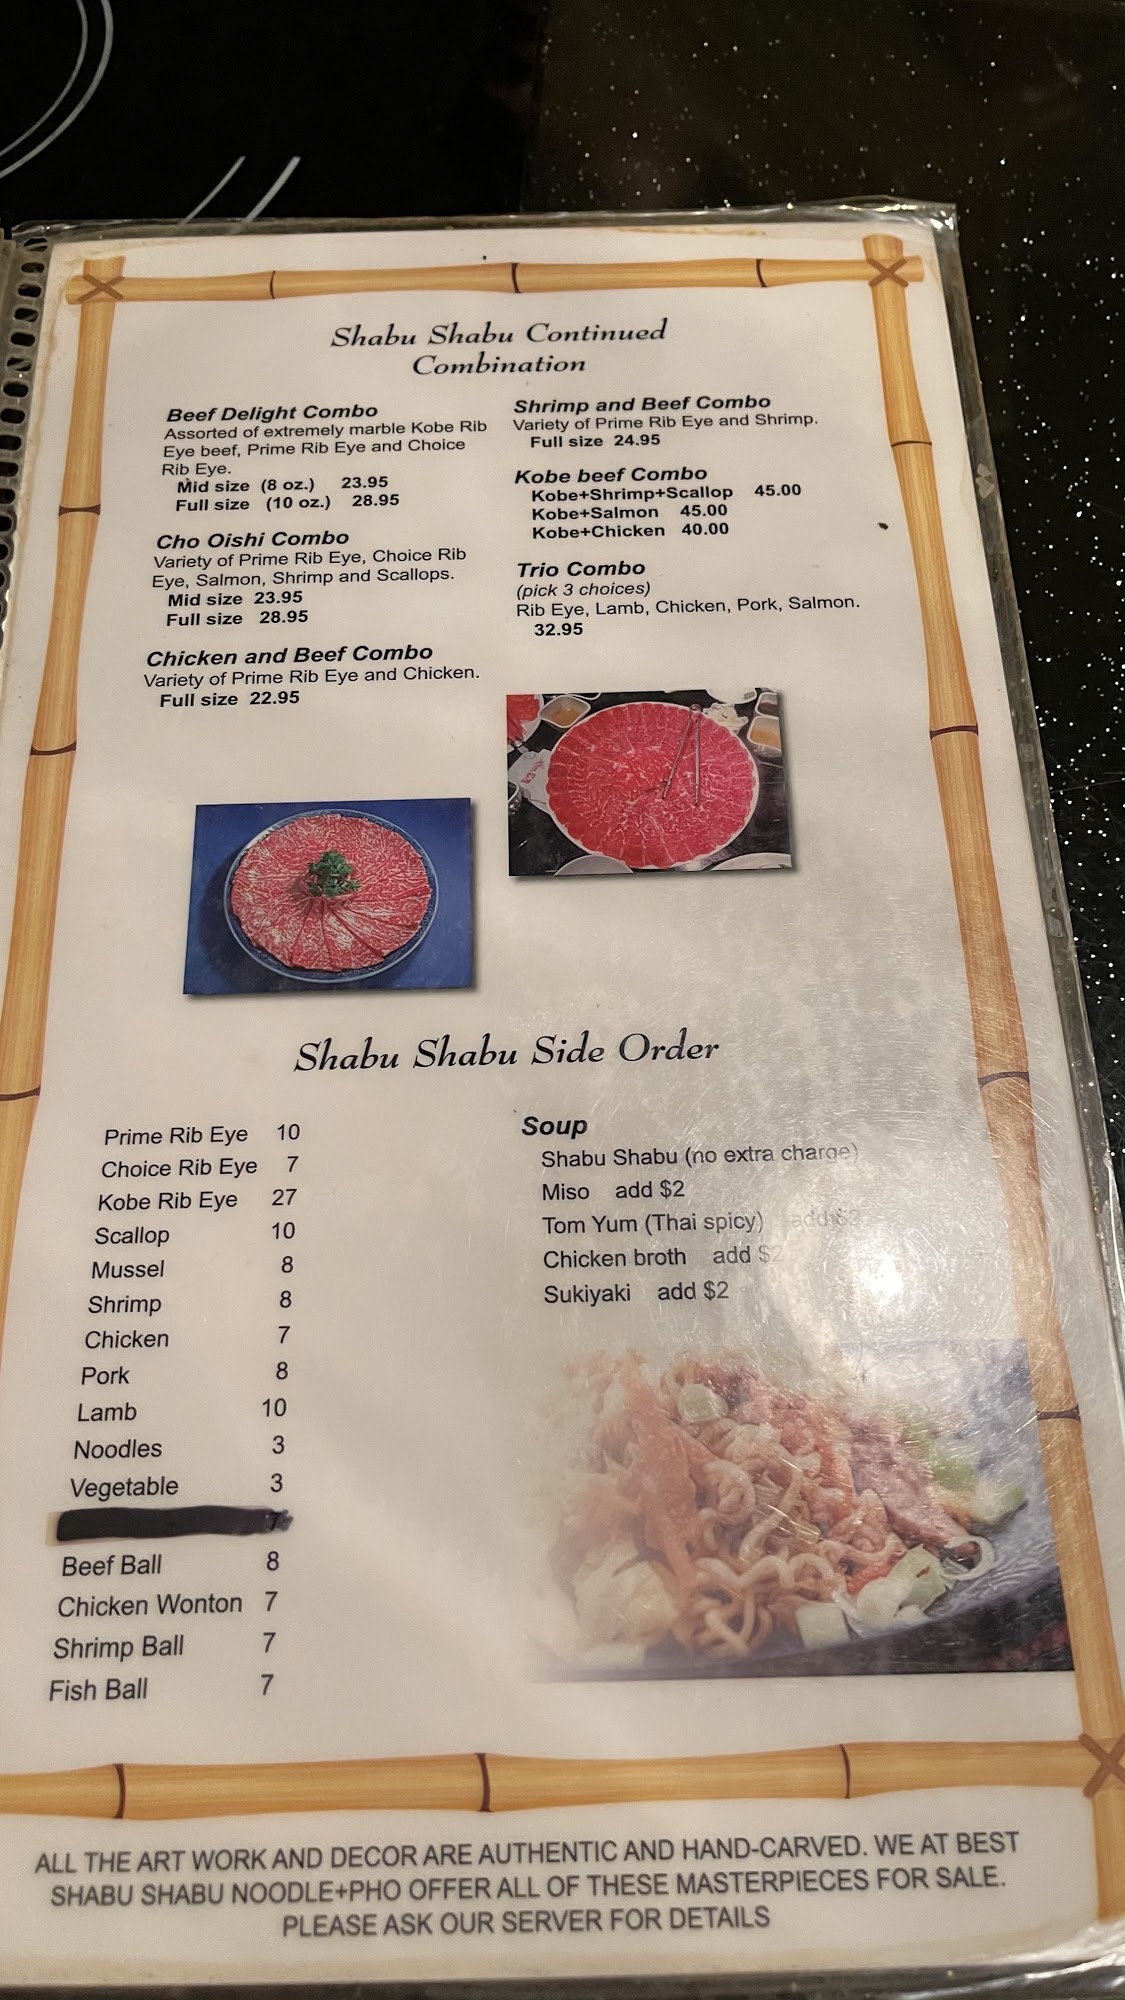 Shabu Shabu Continued
Combination
Beef Delight Combo
Assorted of extremely marble Kobe Rib
Eye beef, Prime Rib Eye and Choice
Rib Eye.
Mid size (8 oz.) 23.95
Full size (10 oz.) 28.95
Cho Oishi Combo
Variety of Prime Rib Eye, Choice Rib
Eye, Salmon, Shrimp and Scallops.
Mid size 23.95
Full size 28.95
Chicken and Beef Combo
Variety of Prime Rib Eye and Chicken.
Full size 22.95
Shrimp and Beef Combo
Variety of Prime Rib Eye and Shrimp.
Full size 24.95
Kobe beef Combo
Kobe+Shrimp+Scallop 45.00
Kobe+Salmon 45.00
Kobe+Chicken 40.00
Trio Combo
(pick 3 choices)
Rib Eye, Lamb, Chicken, Pork, Salmon.
32.95
Shabu Shabu Side Order
Prime Rib Eye 10
Choice Rib Eye 7
Kobe Rib Eye 27
Scallop 10
Mussel 8
Shrimp 8
Chicken 7
Pork 8
Lamb 10
Noodles 3
Vegetable 3
Beef Ball 8
Chicken Wonton 7
Shrimp Ball 7
Fish Ball 7
Soup
Shabu Shabu (no extra charge)
Miso add $2
Tom Yum (Thai spicy) add
Chicken broth add $2
Sukiyaki add $2
ALL THE ART WORK AND DECOR ARE AUTHENTIC AND HAND-CARVED. WE AT BEST
SHABU SHABU NOODLE+PHO OFFER ALL OF THESE MASTERPIECES FOR SALE.
PLEASE ASK OUR SERVER FOR DETAILS